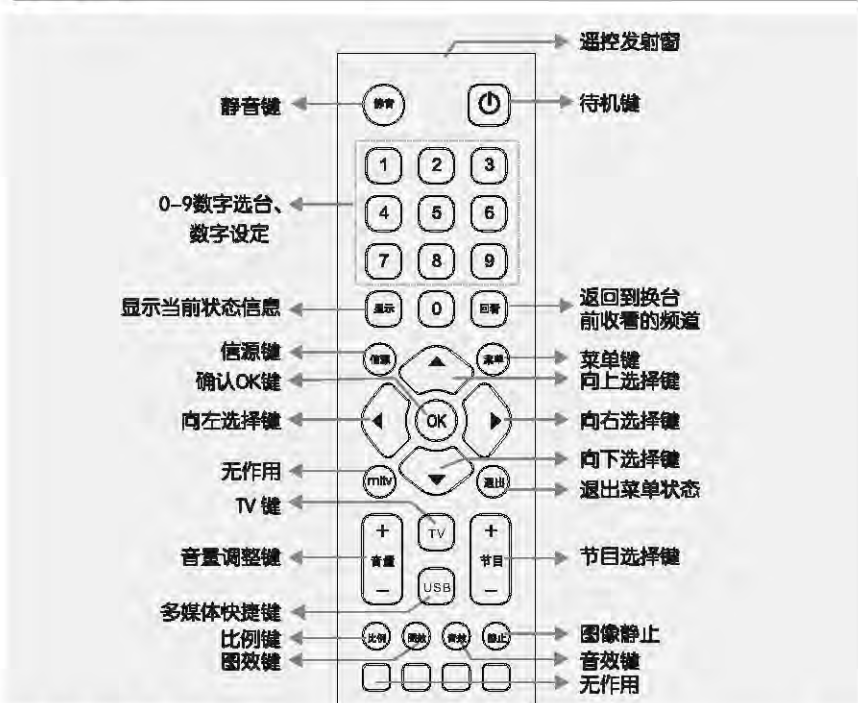 遥控发射窗
静音键
静音
待机键
1
2
3
0-9数字选台、
数字设定
4
5
6
7
8
9
显示当前状态信息
显示
0
回看
返回到换台
前收看的频道
信源键
信源
菜单
菜单键
确认OK键
向上选择键
向左选择键
OK
向右选择键
无作用
mitv
向下选择键
退出
退出菜单状态
TV 键
TV
+
音量
-
音量调整键
+
节目
-
节目选择键
USB
多媒体快捷键
比例键
比例
图效
音效
静止
图像静止
图效键
音效键
无作用